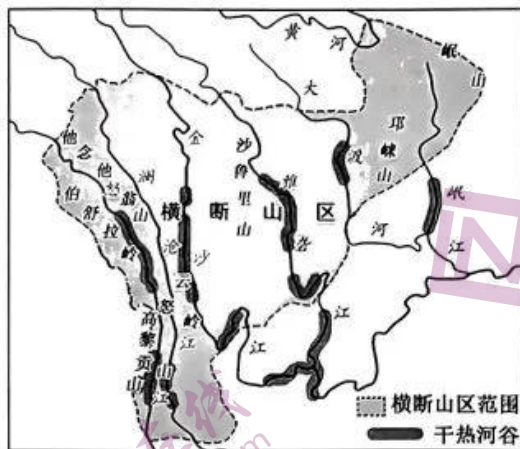 黄河
岷山
大渡河
邛崃山
岷江
金沙江
沙鲁里山
雅砻江
横断山区
澜沧江
他念他翁山
怒山
伯舒拉岭
云岭
怒江
高黎贡山
江
横断山区范围
干热河谷